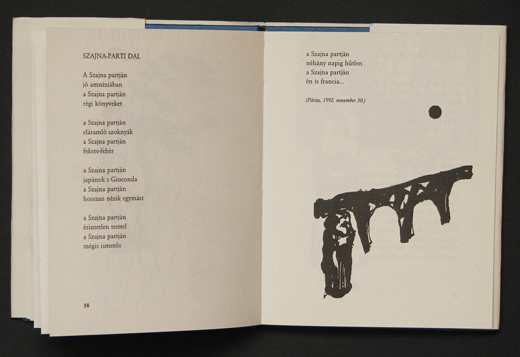 SZAJNA-PARTI DAL
A Szajna partján
jó amnéziában
a Szajna partján
régi könyveket
a Szajna partján
eláramló szoknyák
a Szajna partján
fekete-fehér
a Szajna partján
japánok s Gioconda
a Szajna partján
hosszan nézik egymást
a Szajna partján
érintetlen testtel
a Szajna partján
mégis ismerős
38
a Szajna partján
néhány napig hűtlen
a Szajna partján
én is francia...
(Párizs, 1992. november 30.)